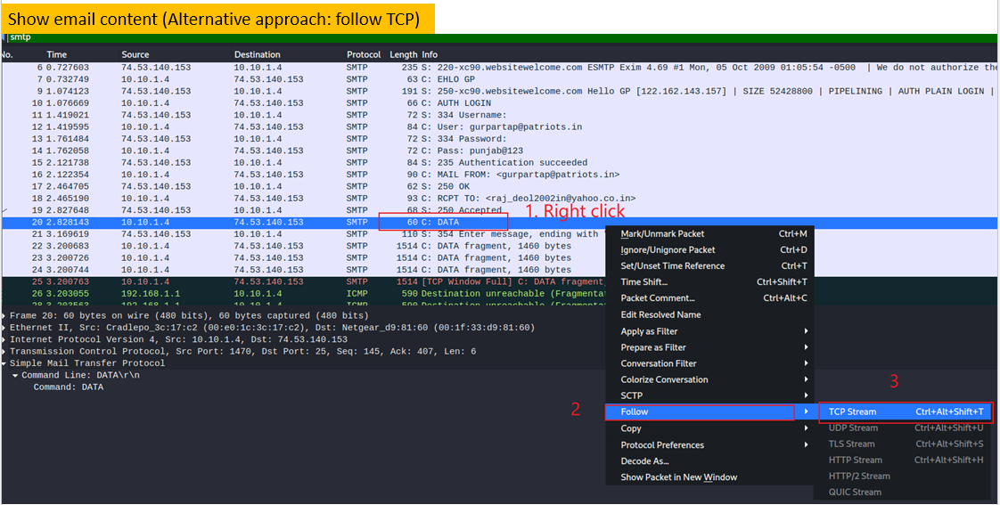 Show email content (Alternative approach: follow TCP)
smtp
No. Time Source Destination Protocol Length Info
6 0.727603 74.53.140.153 10.10.1.4 SMTP 235 S: 220-xc90.websitewelcome.com ESMTP Exim 4.69 #1 Mon, 05 Oct 2009 01:05:54 -0500 | We do not authorize the
7 0.732749 10.10.1.4 74.53.140.153 SMTP 63 C: EHLO GP
9 1.074123 74.53.140.153 10.10.1.4 SMTP 191 S: 250-xc90.websitewelcome.com Hello GP [122.162.143.157] | SIZE 52428800 | PIPELINING | AUTH PLAIN LOGIN |
10 1.076669 10.10.1.4 74.53.140.153 SMTP 66 C: AUTH LOGIN
11 1.419021 74.53.140.153 10.10.1.4 SMTP 72 S: 334 Username:
12 1.419595 10.10.1.4 74.53.140.153 SMTP 84 C: User: gurpartap@patriots.in
13 1.761484 74.53.140.153 10.10.1.4 SMTP 72 S: 334 Password:
14 1.762058 10.10.1.4 74.53.140.153 SMTP 72 C: Pass: punjab@123
15 2.121738 74.53.140.153 10.10.1.4 SMTP 84 S: 235 Authentication succeeded
16 2.122354 10.10.1.4 74.53.140.153 SMTP 90 C: MAIL FROM: <gurpartap@patriots.in>
17 2.464705 74.53.140.153 10.10.1.4 SMTP 62 S: 250 OK
18 2.465190 10.10.1.4 74.53.140.153 SMTP 93 C: RCPT TO: <raj_deol2002in@yahoo.co.in>
19 2.827648 74.53.140.153 10.10.1.4 SMTP 68 S: 250 Accepted
1. Right click
20 2.828143 10.10.1.4 74.53.140.153 SMTP 60 C: DATA
21 3.169619 74.53.140.153 10.10.1.4 SMTP 110 S: 354 Enter message, ending with
22 3.200683 10.10.1.4 74.53.140.153 SMTP 1514 C: DATA fragment, 1460 bytes
23 3.200726 10.10.1.4 74.53.140.153 SMTP 1514 C: DATA fragment, 1460 bytes
24 3.200744 10.10.1.4 74.53.140.153 SMTP 1514 C: DATA fragment, 1460 bytes
25 3.200763 10.10.1.4 74.53.140.153 SMTP 1514 [TCP Window Full] C: DATA fragment,
26 3.203055 192.168.1.1 10.10.1.4 ICMP 590 Destination unreachable (Fragmenta
28 3.203563 192.168.1.1 10.10.1.4 ICMP 590 Destination unreachable (Fragmenta
Frame 20: 60 bytes on wire (480 bits), 60 bytes captured (480 bits)
Ethernet II, Src: Cradlepo_3c:17:c2 (00:e0:1c:3c:17:c2), Dst: Netgear_d9:81:60 (00:1f:33:d9:81:60)
Internet Protocol Version 4, Src: 10.10.1.4, Dst: 74.53.140.153
Transmission Control Protocol, Src Port: 1470, Dst Port: 25, Seq: 145, Ack: 407, Len: 6
Simple Mail Transfer Protocol
Command Line: DATA\r\n
Command: DATA
Mark/Unmark Packet Ctrl+M
Ignore/Unignore Packet Ctrl+D
Set/Unset Time Reference Ctrl+T
Time Shift... Ctrl+Shift+T
Packet Comment... Ctrl+Alt+C
Edit Resolved Name
Apply as Filter
Prepare as Filter
Conversation Filter
Colorize Conversation
SCTP
2 Follow
Copy
Protocol Preferences
Decode As...
Show Packet in New Window
3
TCP Stream Ctrl+Alt+Shift+T
UDP Stream Ctrl+Alt+Shift+U
TLS Stream Ctrl+Alt+Shift+S
HTTP Stream Ctrl+Alt+Shift+H
HTTP/2 Stream
QUIC Stream